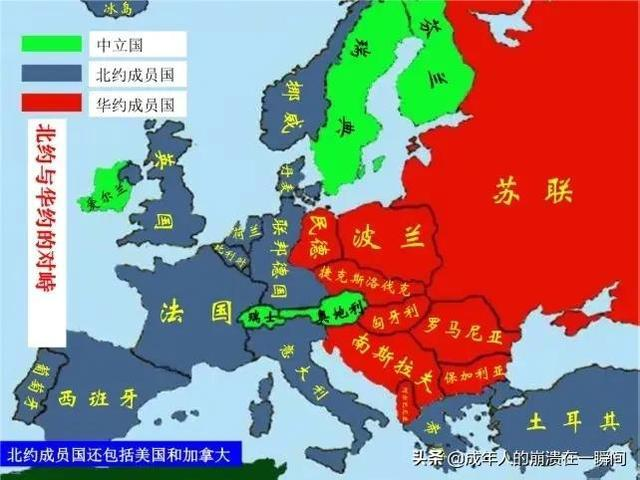 冰岛
中立国
北约成员国
华约成员国
北约与华约的对峙
挪威
瑞典
芬兰
苏联
爱尔兰
英国
丹麦
荷兰
比利时
联邦德国
民德
波兰
捷克斯洛伐克
法国
瑞士
奥地利
匈牙利
罗马尼亚
南斯拉夫
保加利亚
意大利
葡萄牙
西班牙
希
土耳其
北约成员国还包括美国和加拿大
头条 @成年人的崩溃在一瞬间